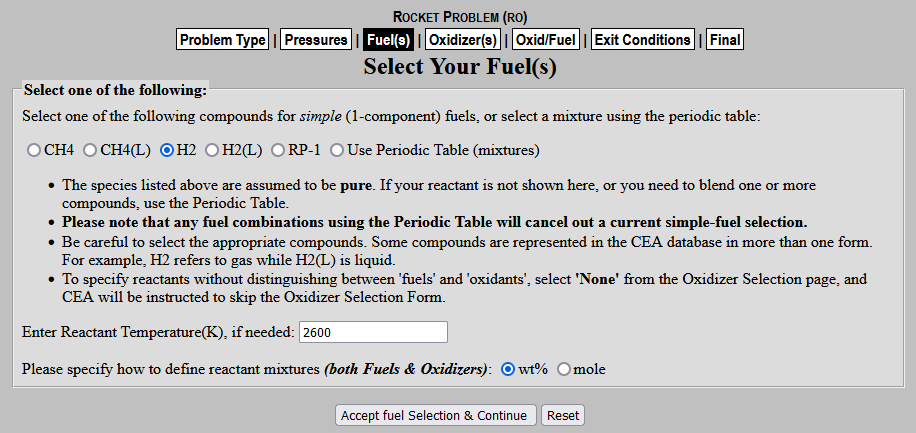 ROCKET PROBLEM (RO)
Problem Type | Pressures | Fuel(s) | Oxidizer(s) | Oxid/Fuel | Exit Conditions | Final
Select Your Fuel(s)
Select one of the following:
Select one of the following compounds for simple (1-component) fuels, or select a mixture using the periodic table:
CH4 CH4(L) H2 H2(L) RP-1 Use Periodic Table (mixtures)
• The species listed above are assumed to be pure. If your reactant is not shown here, or you need to blend one or more
compounds, use the Periodic Table.
• Please note that any fuel combinations using the Periodic Table will cancel out a current simple-fuel selection.
• Be careful to select the appropriate compounds. Some compounds are represented in the CEA database in more than one form.
For example, H2 refers to gas while H2(L) is liquid.
• To specify reactants without distinguishing between 'fuels' and 'oxidants', select 'None' from the Oxidizer Selection page, and
CEA will be instructed to skip the Oxidizer Selection Form.
Enter Reactant Temperature(K), if needed: 2600
Please specify how to define reactant mixtures (both Fuels & Oxidizers): wt% mole
Accept fuel Selection & Continue Reset